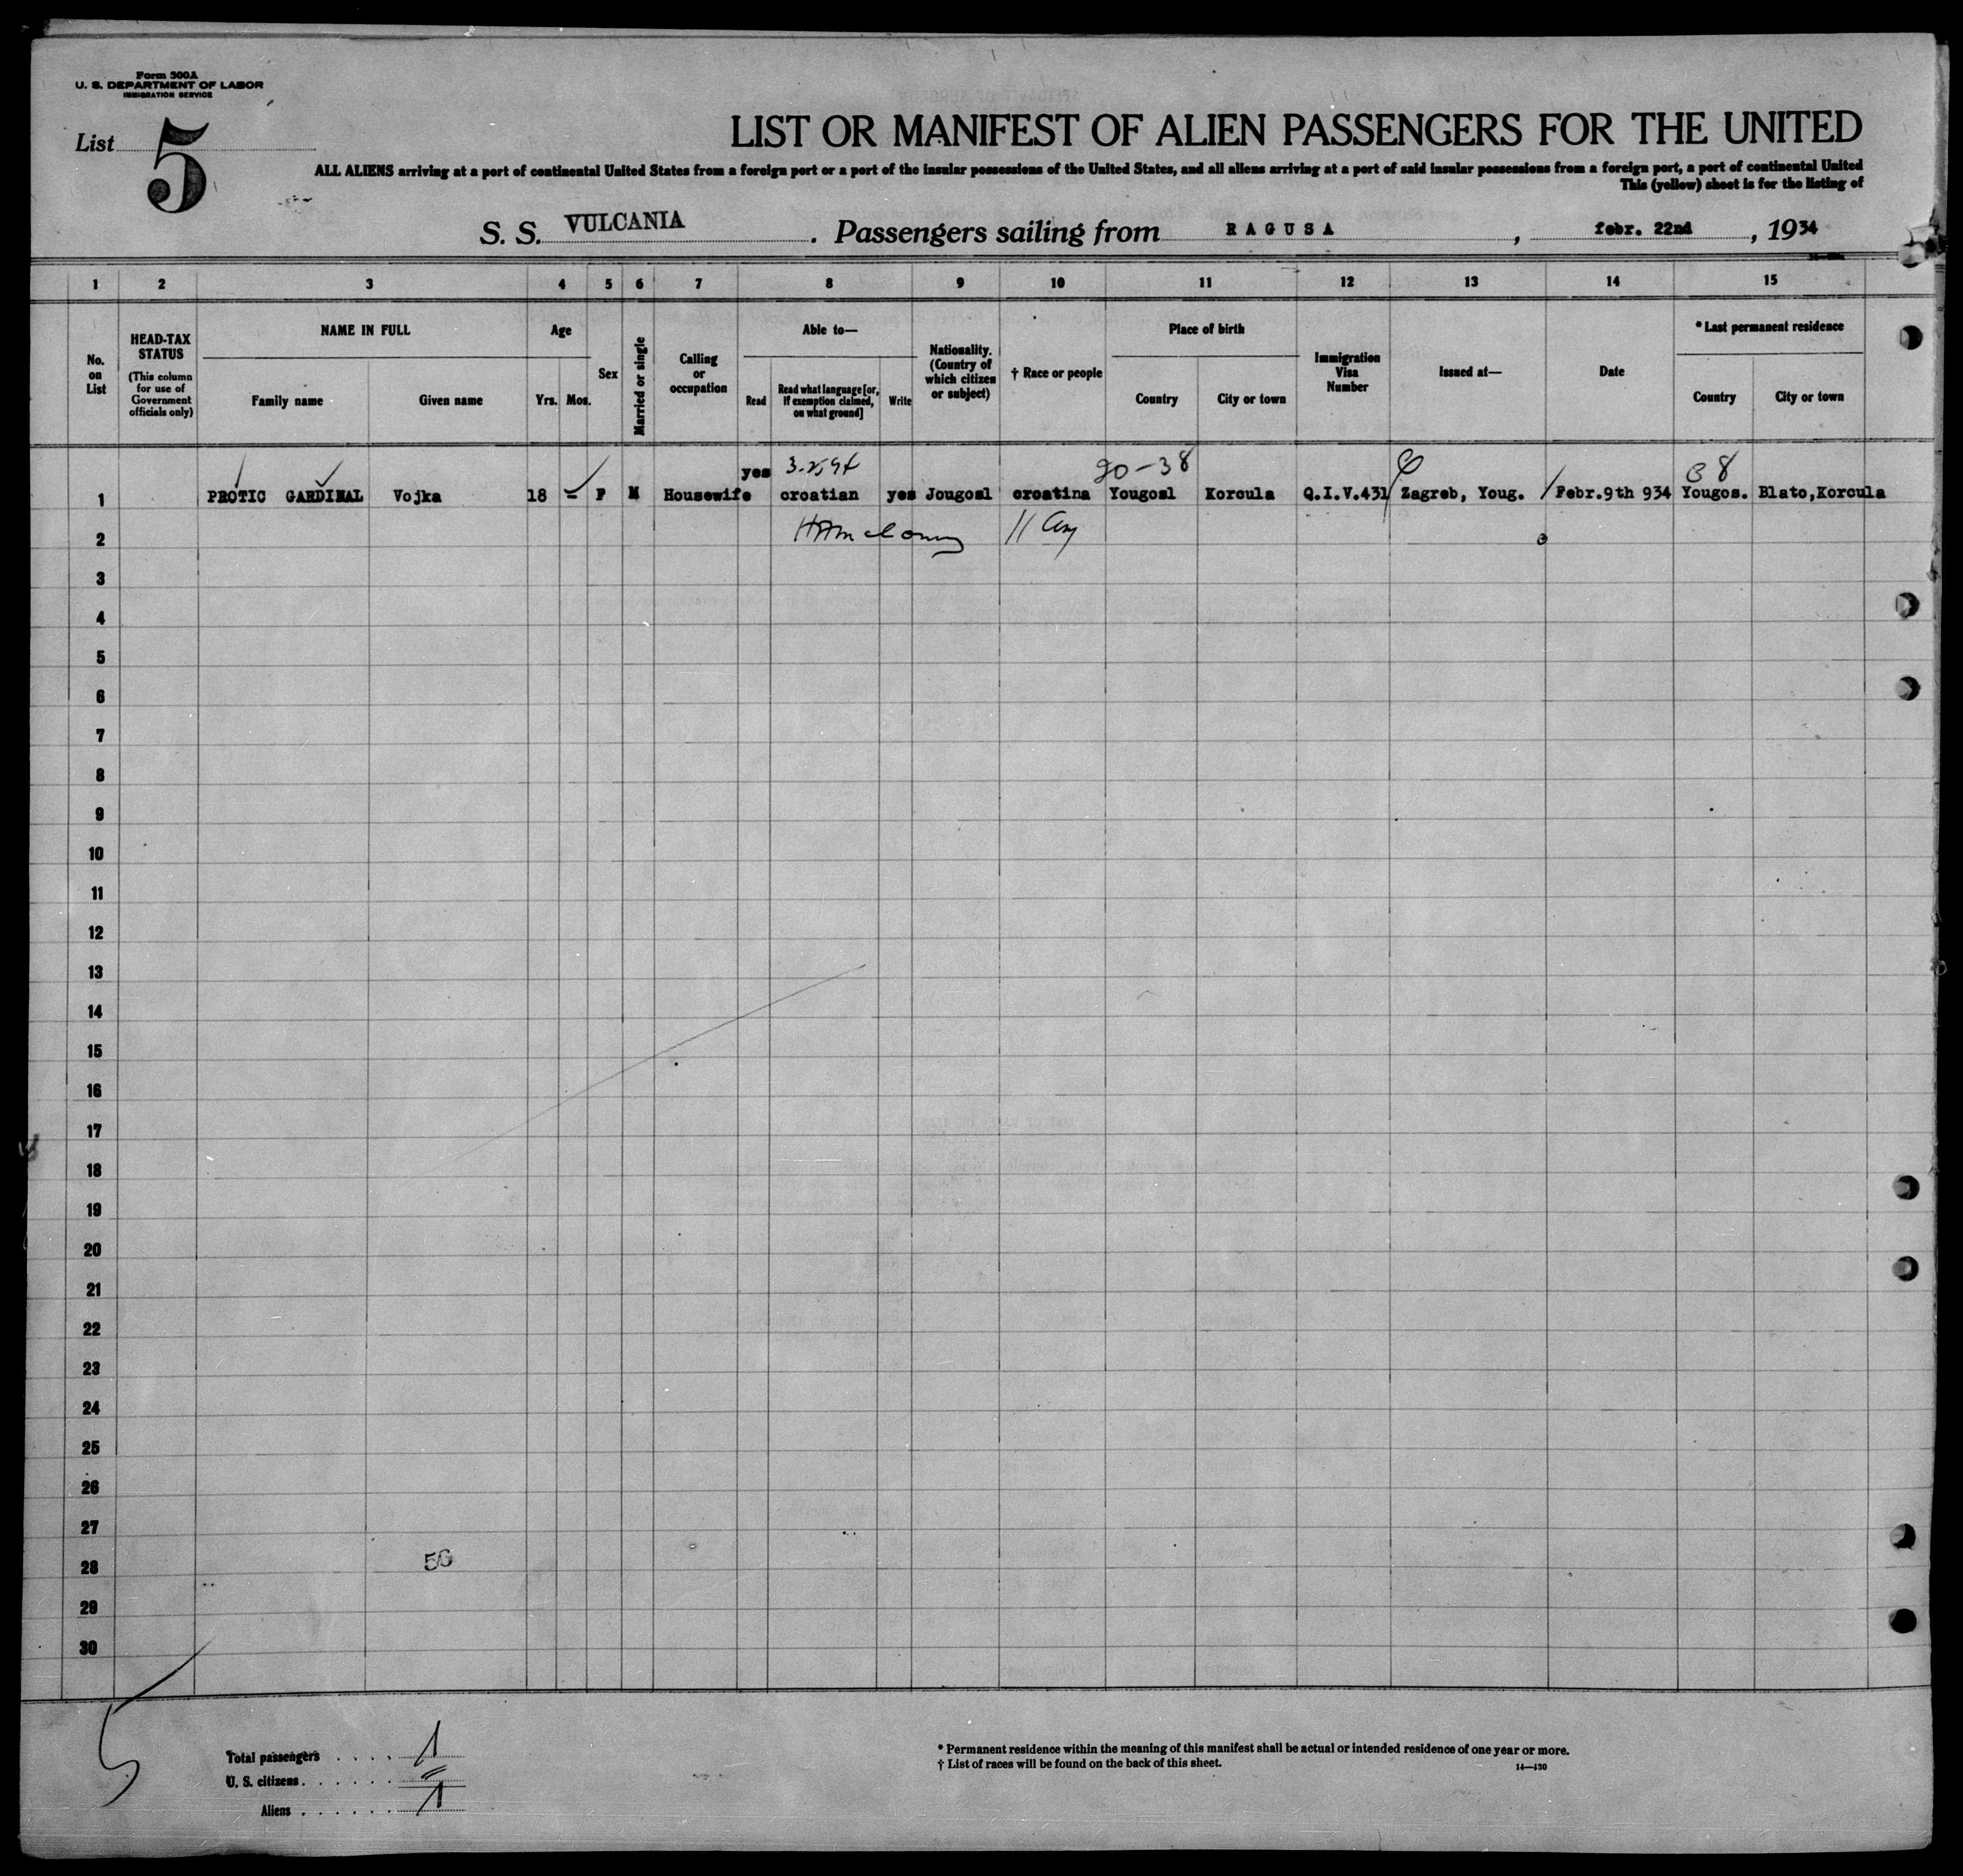 Form 500A
U. S. DEPARTMENT OF LABOR
IMMIGRATION SERVICE
List 5
LIST OR MANIFEST OF ALIEN PASSENGERS FOR THE UNITED
ALL ALIENS arriving at a port of continental United States from a foreign port or a port of the insular possessions of the United States, and all aliens arriving at a port of said insular possessions from a foreign port, a port of continental United
This (yellow) sheet is for the listing of
S. S. VULCANIA . Passengers sailing from RAGUSA , febr. 22nd , 1934
1 2 3 4 5 6 7 8 9 10 11 12 13 14 15
No. on List
HEAD-TAX STATUS
(This column for use of Government officials only)
NAME IN FULL
Family name Given name
Age
Yrs. Mos.
Sex
Married or single
Calling or occupation
Able to—
Read
Read what language [or, if exemption claimed, on what ground]
Write
Nationality. (Country of which citizen or subject)
† Race or people
Place of birth
Country City or town
Immigration Visa Number
Issued at—
Date
* Last permanent residence
Country City or town
yes 20-38 38
1 PROTIC GARDINAL Vojka 18 = F M Housewife croatian yes Jougosl croatina Yougosl Korcula Q.I.V.431 Zagreb, Youg. Febr.9th 934 Yougos. Blato,Korcula
2
3
4
5
6
7
8
9
10
11
12
13
14
15
16
17
18
19
20
21
22
23
24
25
26
27
28 56
29
30
5
Total passengers . . . . 1
U. S. citizens . . . . . . =
Aliens . . . . . . 1
* Permanent residence within the meaning of this manifest shall be actual or intended residence of one year or more.
† List of races will be found on the back of this sheet.
14—430